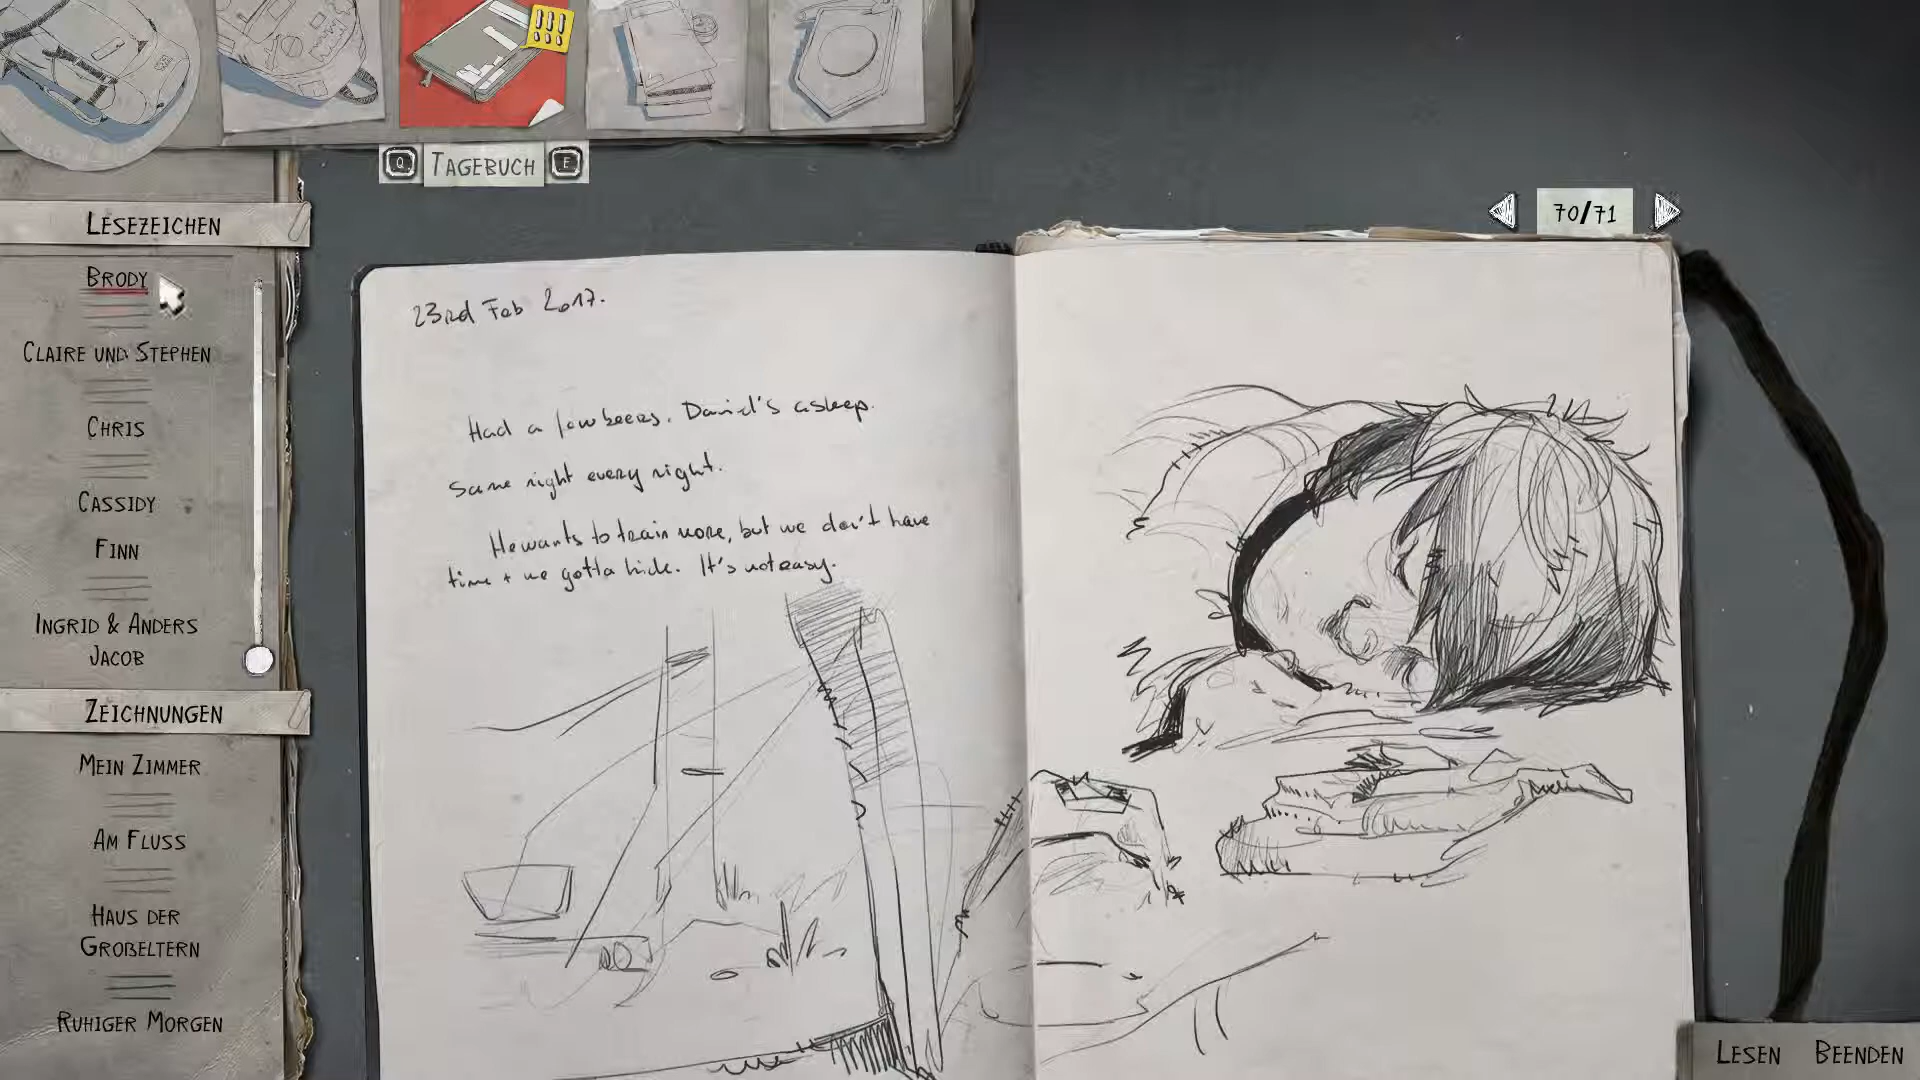 Q TAGEBUCH E
70/71
LESEZEICHEN
BRODY
CLAIRE UND STEPHEN
CHRIS
CASSIDY
FINN
INGRID & ANDERS
JACOB
ZEICHNUNGEN
MEIN ZIMMER
AM FLUSS
HAUS DER
GROßELTERN
RUHIGER MORGEN
23rd Feb 2017.
Had a few beers. Daniel's asleep.
Same night every night.
He wants to train more, but we don't have
time + we gotta hide. It's not easy.
LESEN BEENDEN